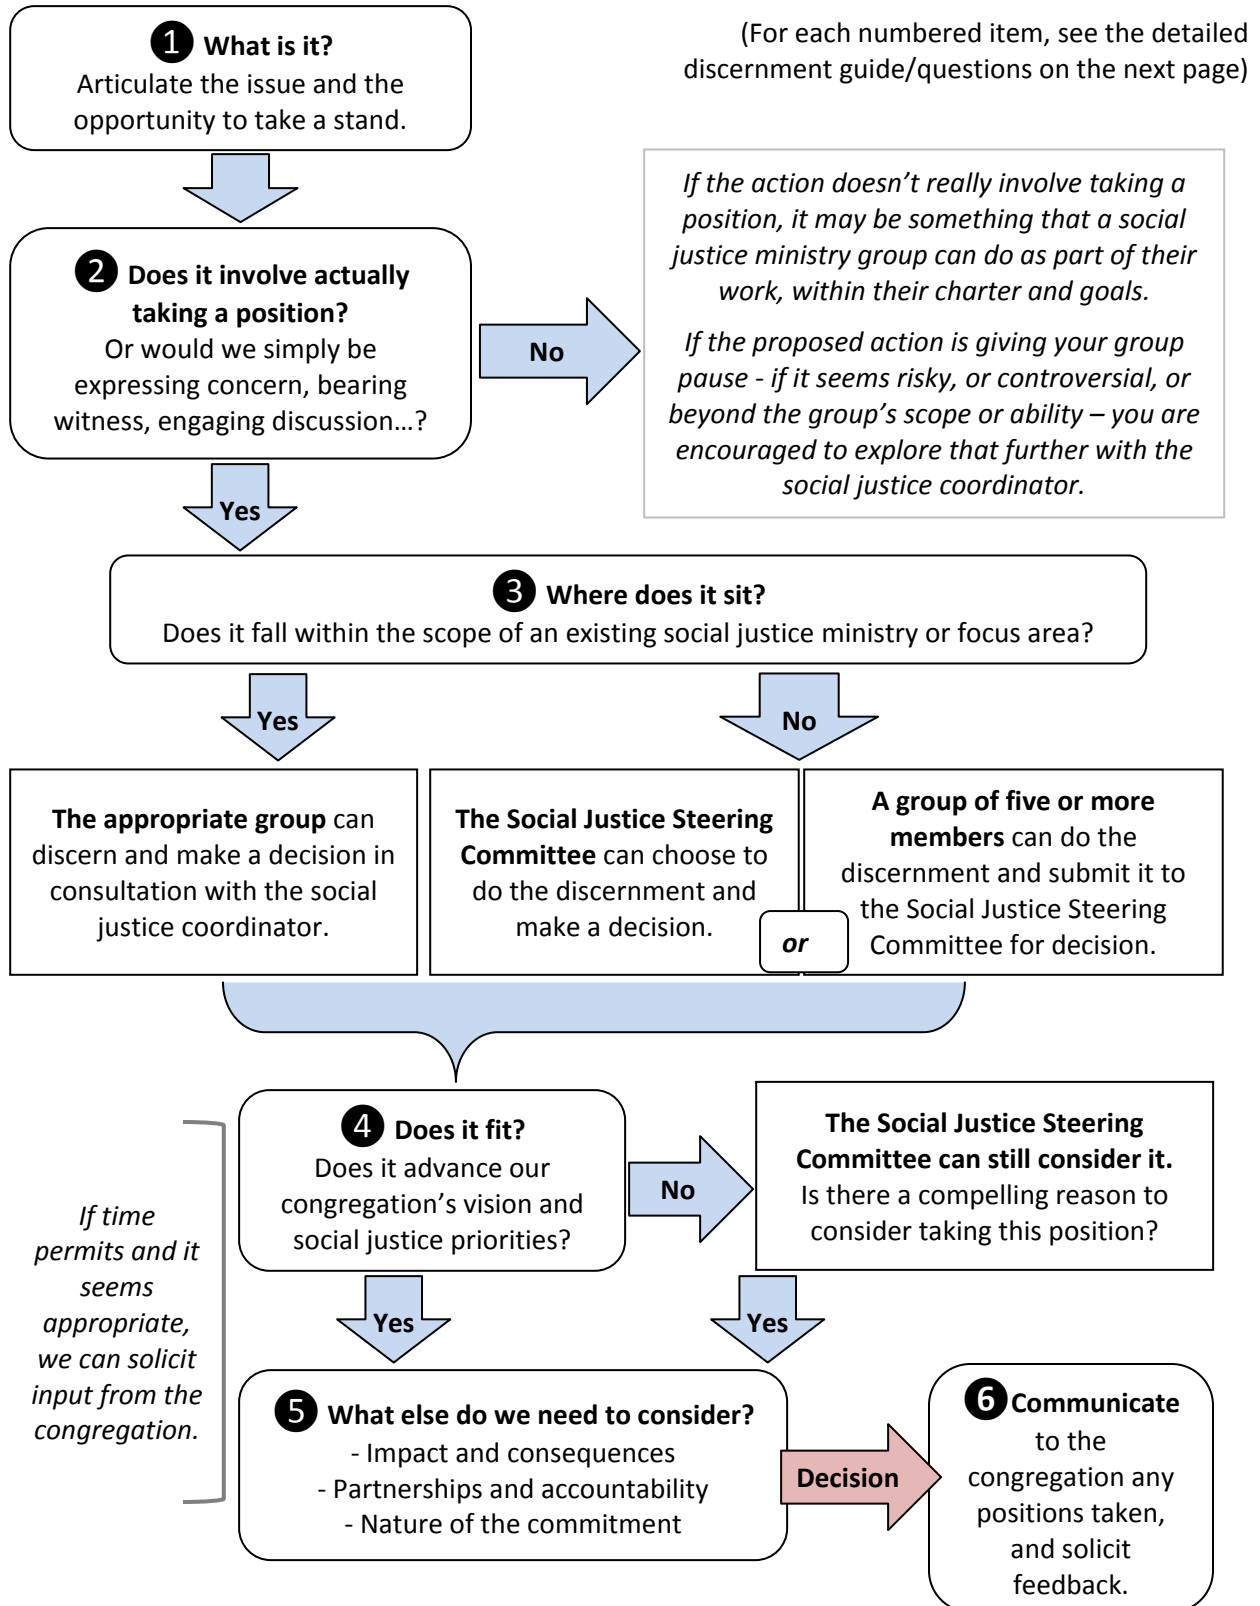 ❶ What is it?
Articulate the issue and the
opportunity to take a stand.
(For each numbered item, see the detailed
discernment guide/questions on the next page)
❷ Does it involve actually
taking a position?
Or would we simply be
expressing concern, bearing
witness, engaging discussion…?
No
If the action doesn’t really involve taking a
position, it may be something that a social
justice ministry group can do as part of their
work, within their charter and goals.
If the proposed action is giving your group
pause - if it seems risky, or controversial, or
beyond the group’s scope or ability – you are
encouraged to explore that further with the
social justice coordinator.
Yes
❸ Where does it sit?
Does it fall within the scope of an existing social justice ministry or focus area?
Yes
No
The appropriate group can
discern and make a decision in
consultation with the social
justice coordinator.
The Social Justice Steering
Committee can choose to
do the discernment and
make a decision.
or
A group of five or more
members can do the
discernment and submit it to
the Social Justice Steering
Committee for decision.
❹ Does it fit?
Does it advance our
congregation’s vision and
social justice priorities?
No
The Social Justice Steering
Committee can still consider it.
Is there a compelling reason to
consider taking this position?
If time
permits and it
seems
appropriate,
we can solicit
input from the
congregation.
Yes
Yes
❺ What else do we need to consider?
- Impact and consequences
- Partnerships and accountability
- Nature of the commitment
Decision
❻ Communicate
to the
congregation any
positions taken,
and solicit
feedback.